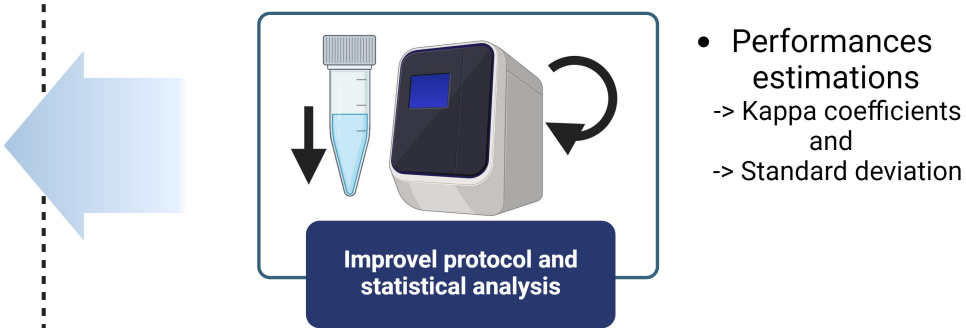 Improvel protocol and
statistical analysis
• Performances
estimations
-> Kappa coefficients
and
-> Standard deviation